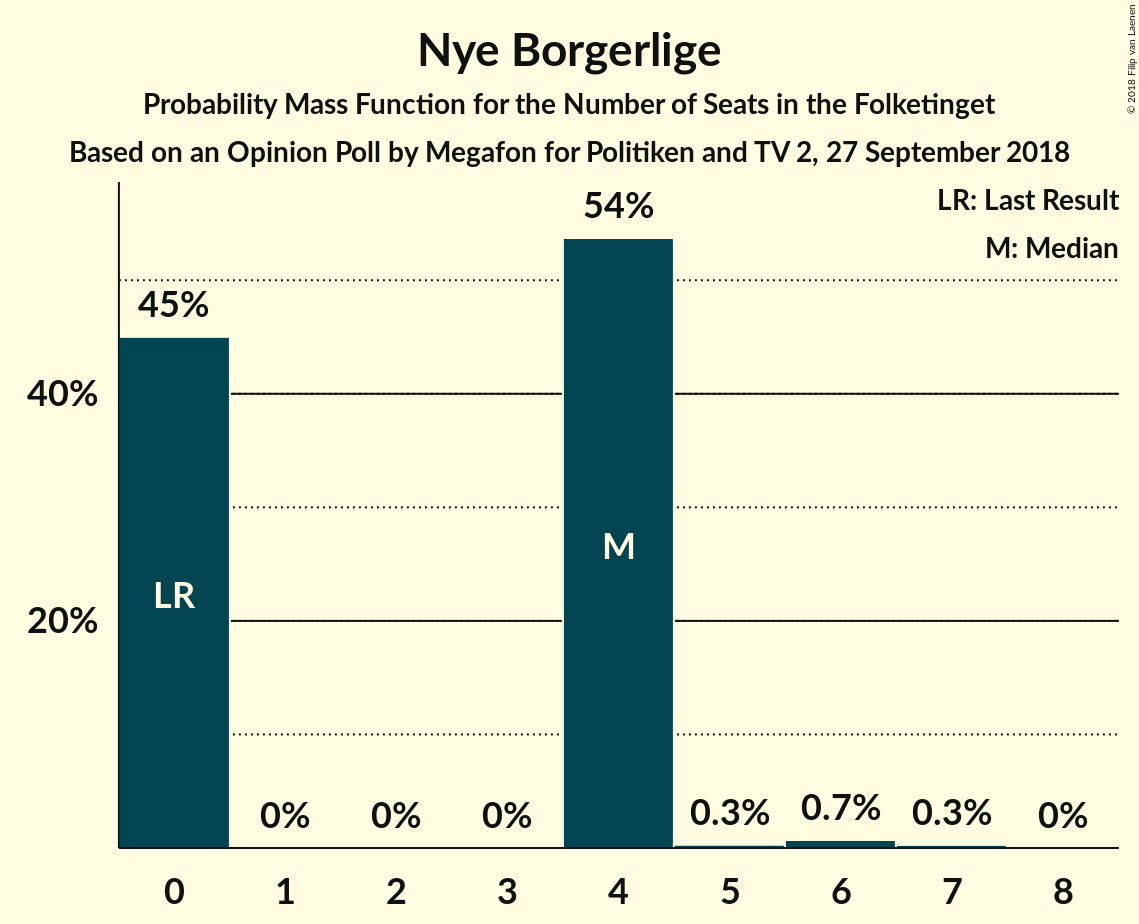 Nye Borgerlige
Probability Mass Function for the Number of Seats in the Folketinget
Based on an Opinion Poll by Megafon for Politiken and TV 2, 27 September 2018
© 2018 Filip van Laenen
LR: Last Result
M: Median
54%
45%
40%
M
LR
20%
0% 0% 0% 0.3% 0.7% 0.3% 0%
0 1 2 3 4 5 6 7 8